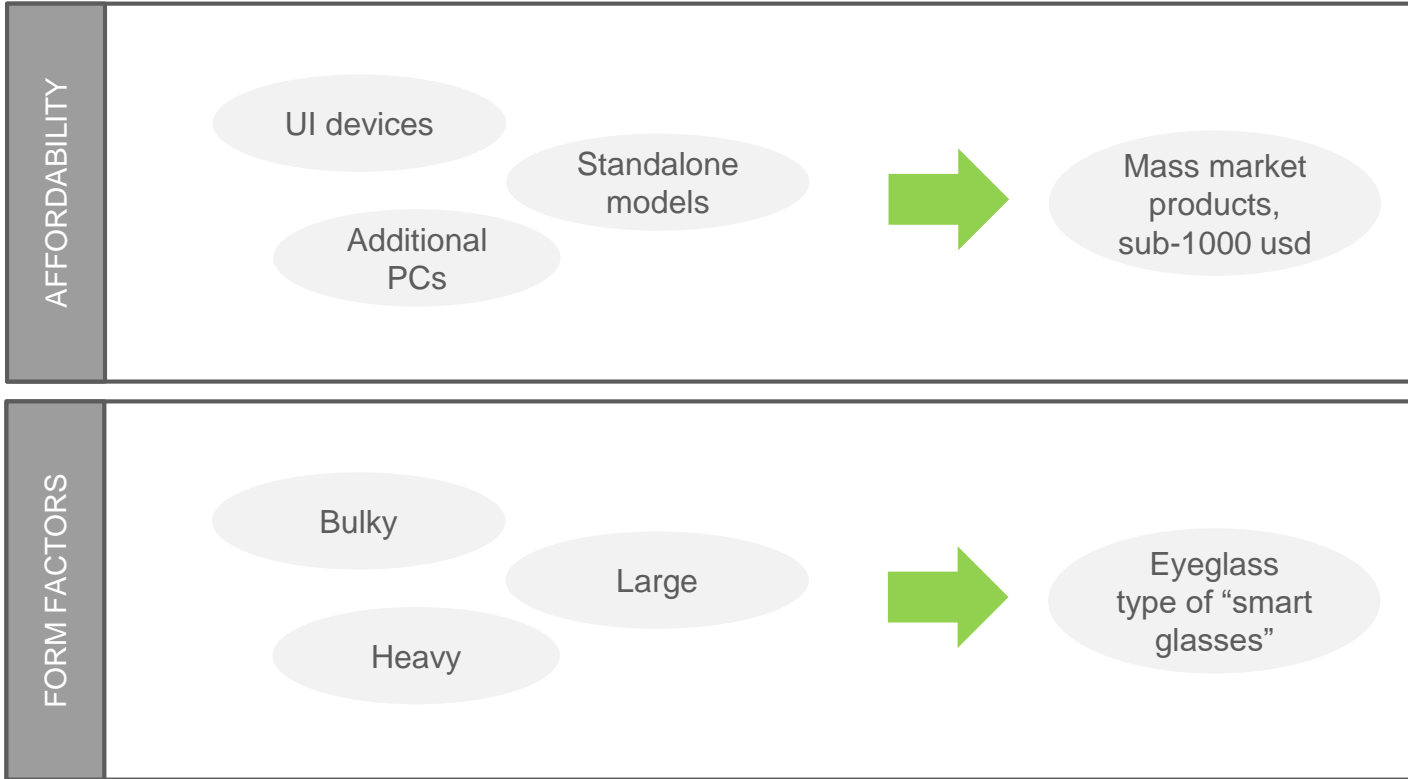 AFFORDABILITY
UI devices
Standalone
models
Additional
PCs
Mass market
products,
sub-1000 usd
FORM FACTORS
Bulky
Large
Heavy
Eyeglass
type of “smart
glasses”